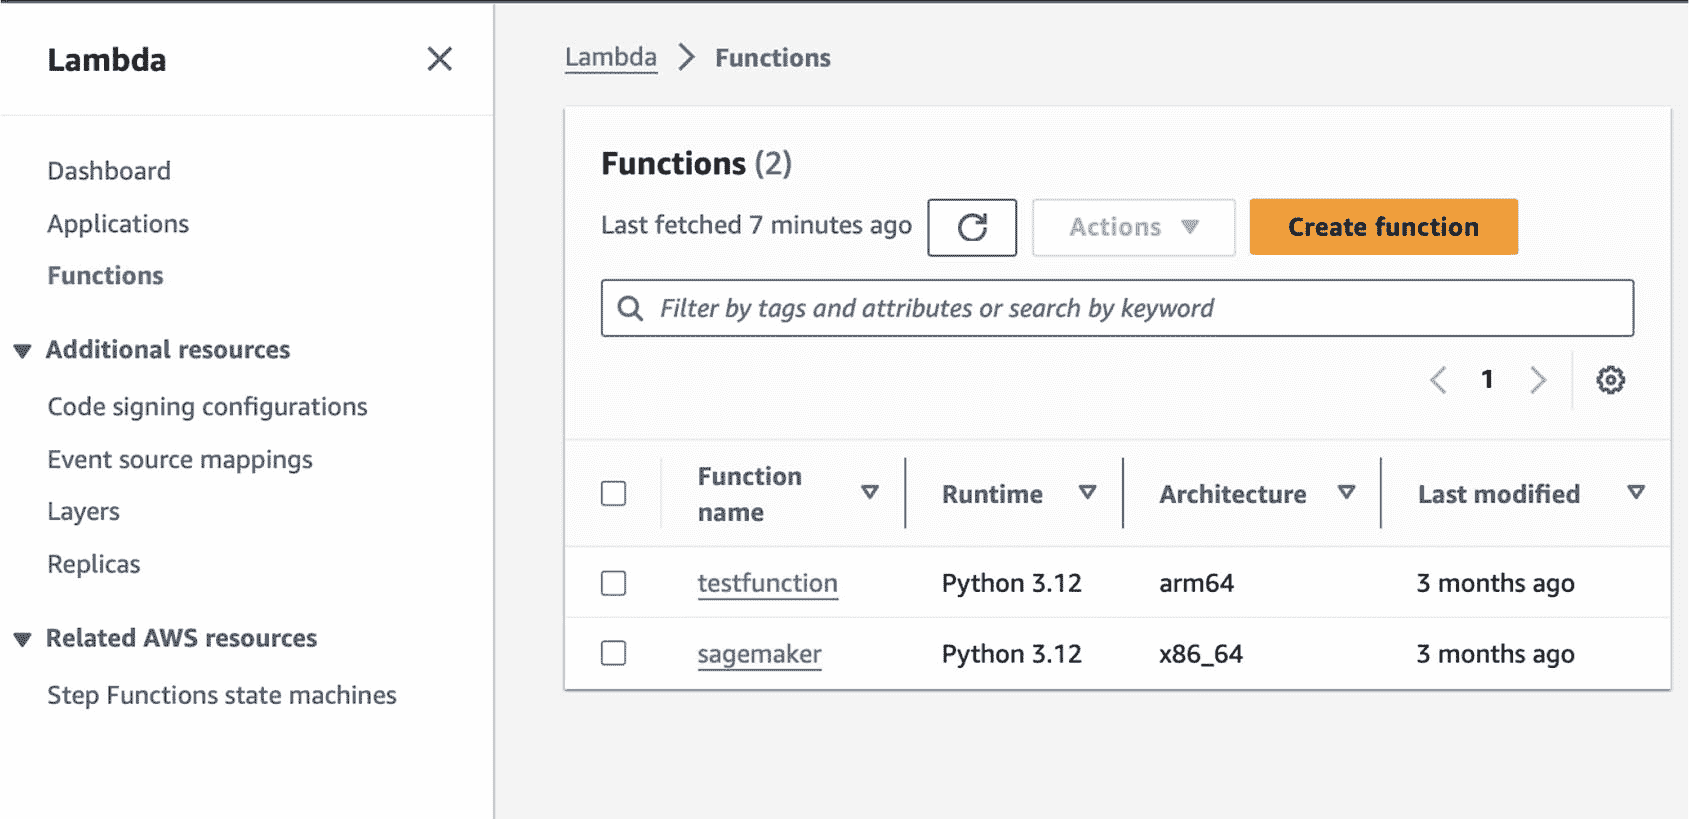 Lambda
Dashboard
Applications
Functions
Additional resources
Code signing configurations
Event source mappings
Layers
Replicas
Related AWS resources
Step Functions state machines
Lambda > Functions
Functions (2)
Last fetched 7 minutes ago Actions Create function
Filter by tags and attributes or search by keyword
1
Function name Runtime Architecture Last modified
testfunction Python 3.12 arm64 3 months ago
sagemaker Python 3.12 x86_64 3 months ago